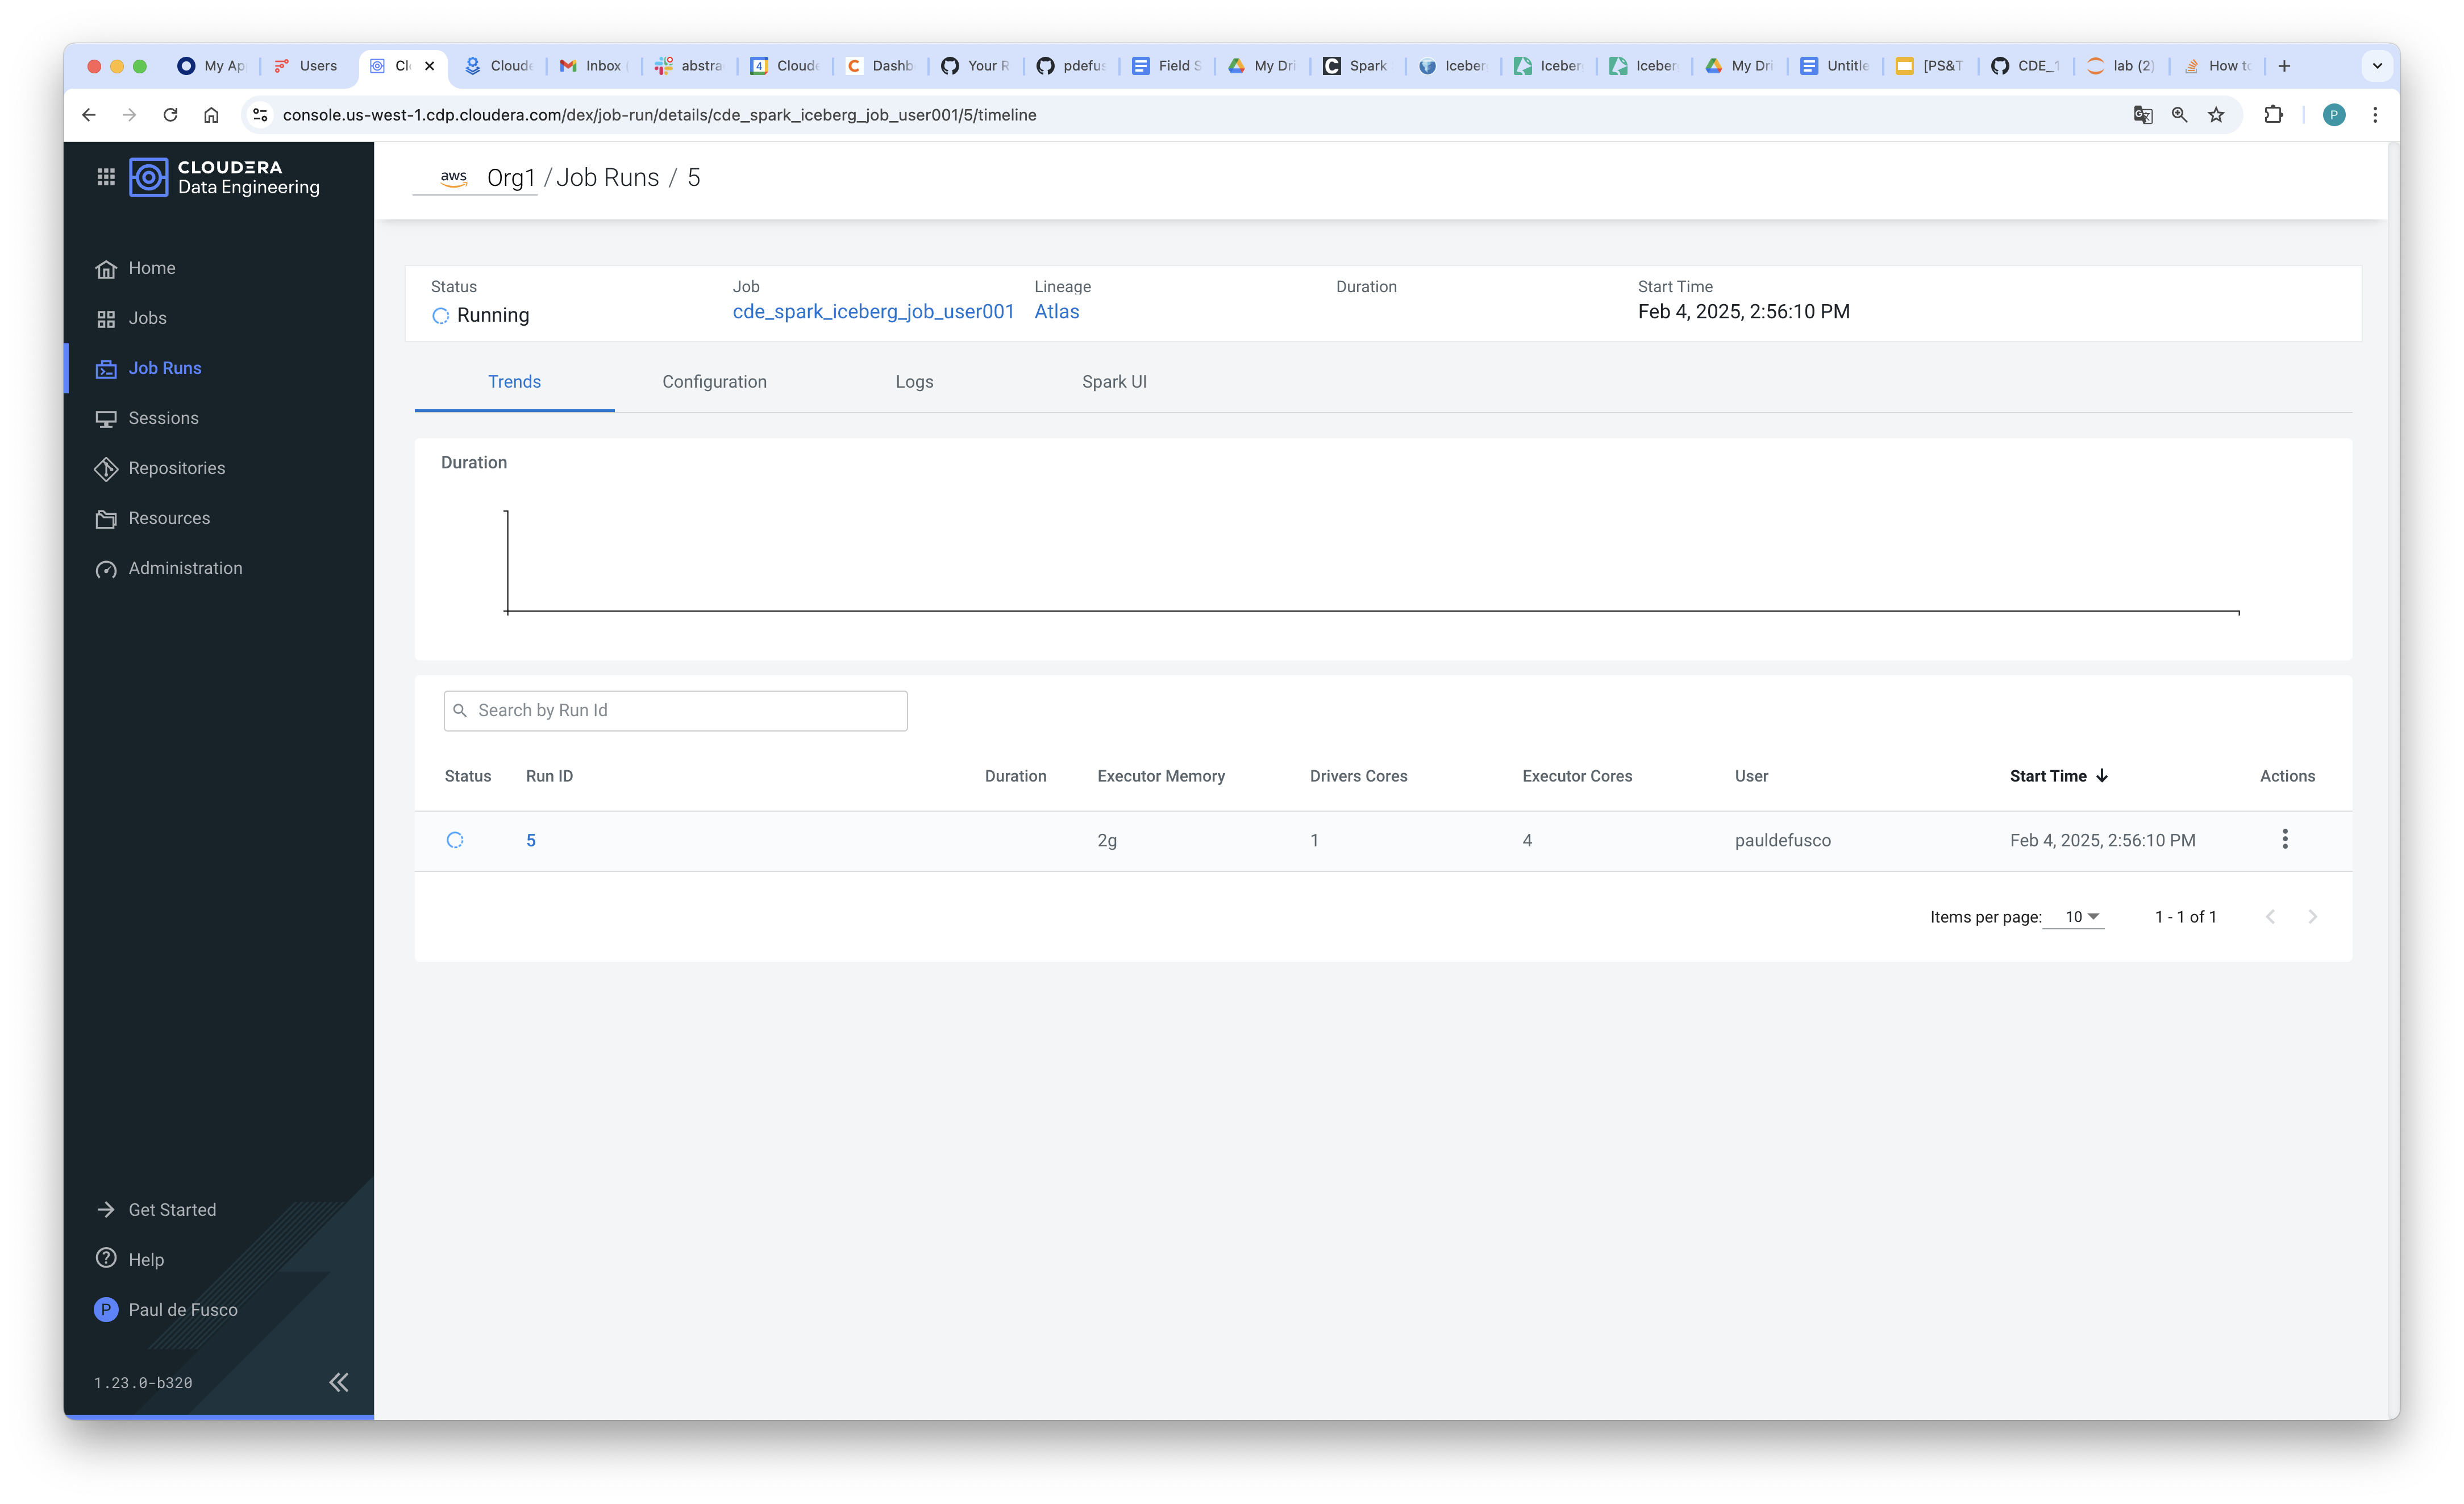 My Ap Users Cl Cloud Inbox abstra Cloud Dashb Your R pdefus Field S My Dri Spark Iceber Iceber Iceber My Dri Untitle [PS&T CDE_1 lab (2) How to
console.us-west-1.cdp.cloudera.com/dex/job-run/details/cde_spark_iceberg_job_user001/5/timeline
P
CLOUDERA
Data Engineering
Home
Jobs
Job Runs
Sessions
Repositories
Resources
Administration
Get Started
Help
P Paul de Fusco
1.23.0-b320
aws Org1 / Job Runs / 5
Status Job Lineage Duration Start Time
Running cde_spark_iceberg_job_user001 Atlas Feb 4, 2025, 2:56:10 PM
Trends Configuration Logs Spark UI
Duration
Search by Run Id
Status Run ID Duration Executor Memory Drivers Cores Executor Cores User Start Time Actions
5 2g 1 4 pauldefusco Feb 4, 2025, 2:56:10 PM
Items per page: 10 1 - 1 of 1